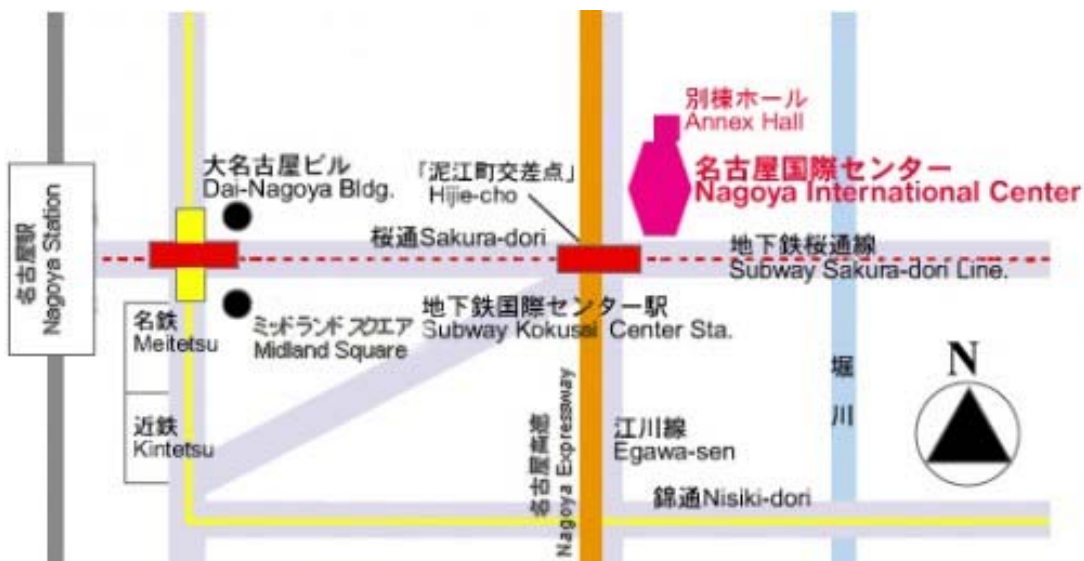 別棟ホール
Annex Hall
名古屋国際センター
Nagoya International Center
大名古屋ビル
Dai-Nagoya Bldg.
「泥江町交差点」
Hijie-cho
名古屋駅
Nagoya Station
桜通Sakura-dori
地下鉄桜通線
Subway Sakura-dori Line.
名鉄
Meitetsu
ミッドランドスクエア
Midland Square
地下鉄国際センター駅
Subway Kokusai Center Sta.
N
堀川
近鉄
Kintetsu
名古屋高速
Nagoya Expressway
江川線
Egawa-sen
錦通Nisiki-dori